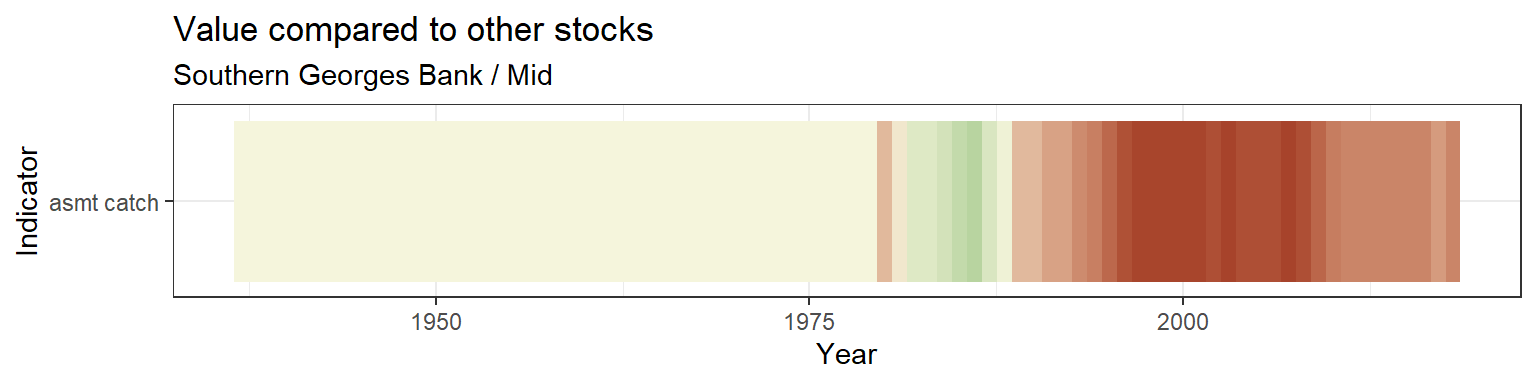 Value compared to other stocks
Southern Georges Bank / Mid
Indicator
asmt catch
1950 1975 2000
Year